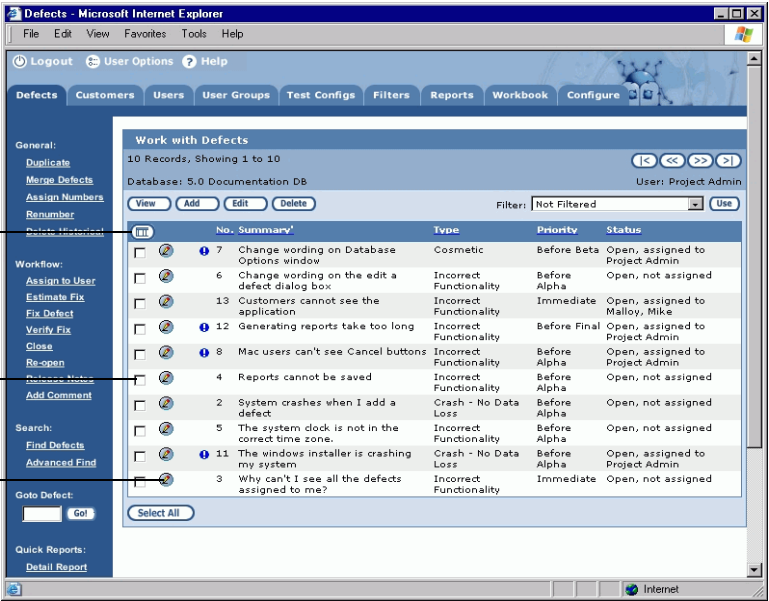 Defects - Microsoft Internet Explorer
File Edit View Favorites Tools Help
Logout User Options ? Help
Defects Customers Users User Groups Test Configs Filters Reports Workbook Configure
General:
Duplicate
Merge Defects
Assign Numbers
Renumber
Delete Historical
Workflow:
Assign to User
Estimate Fix
Fix Defect
Verify Fix
Close
Re-open
Release Notes
Add Comment
Search:
Find Defects
Advanced Find
Goto Defect:
Go!
Quick Reports:
Detail Report
Work with Defects
10 Records, Showing 1 to 10
|< << >> >|
Database: 5.0 Documentation DB User: Project Admin
View Add Edit Delete Filter: Not Filtered Use
No. Summary' Type Priority Status
7 Change wording on Database Cosmetic Before Beta Open, assigned to
Options window Project Admin
6 Change wording on the edit a Incorrect Before Open, not assigned
defect dialog box Functionality Alpha
13 Customers cannot see the Incorrect Immediate Open, assigned to
application Functionality Malloy, Mike
12 Generating reports take too long Incorrect Before Final Open, assigned to
Functionality Project Admin
8 Mac users can't see Cancel buttons Incorrect Before Open, assigned to
Functionality Alpha Project Admin
4 Reports cannot be saved Incorrect Before Open, not assigned
Functionality Alpha
2 System crashes when I add a Crash - No Data Before Open, not assigned
defect Loss Alpha
5 The system clock is not in the Incorrect Before Open, not assigned
correct time zone. Functionality Alpha
11 The windows installer is crashing Crash - No Data Before Open, assigned to
my system Loss Alpha Project Admin
3 Why can't I see all the defects Incorrect Immediate Open, not assigned
assigned to me? Functionality
Select All
Internet